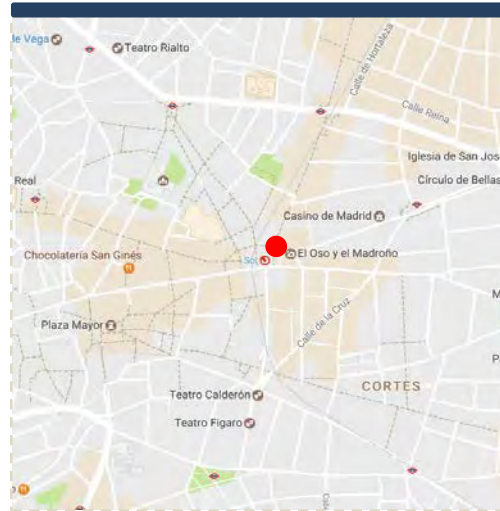 de Vega
Teatro Rialto
Calle de Hortaleza
Calle Reina
Iglesia de San Jos
Real
Círculo de Bellas
Casino de Madrid
Chocolatería San Ginés
Sol
El Oso y el Madroño
Plaza Mayor
Calle de la Cruz
CORTES
Teatro Calderón
Teatro Figaro